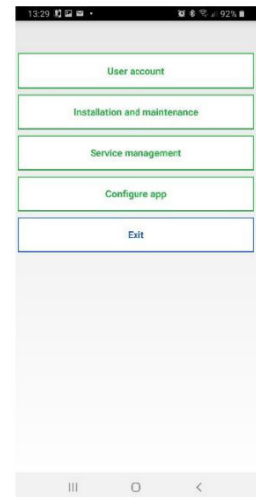 13:29 92%
User account
Installation and maintenance
Service management
Configure app
Exit